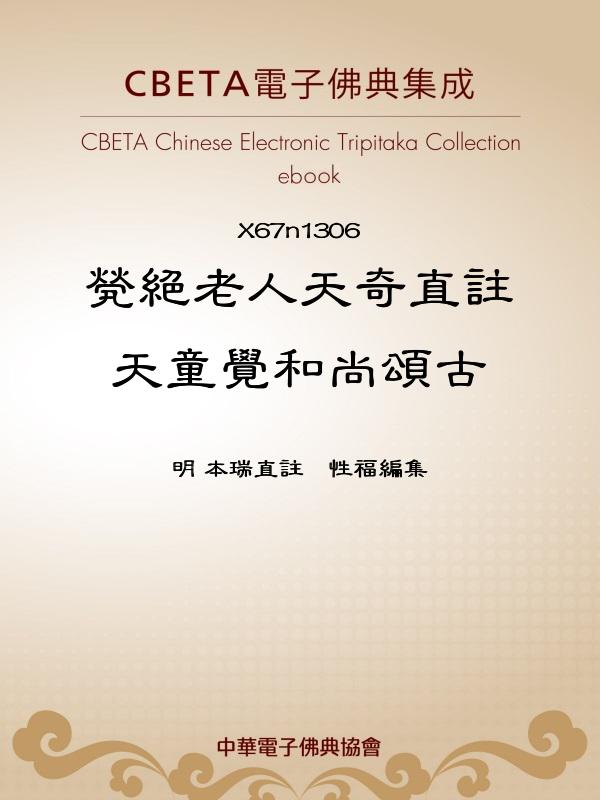 CBETA電子佛典集成
CBETA Chinese Electronic Tripitaka Collection
ebook
X67n1306
煢絕老人天奇直註
天童覺和尚頌古
明 本瑞直註　性福編集
中華電子佛典協會